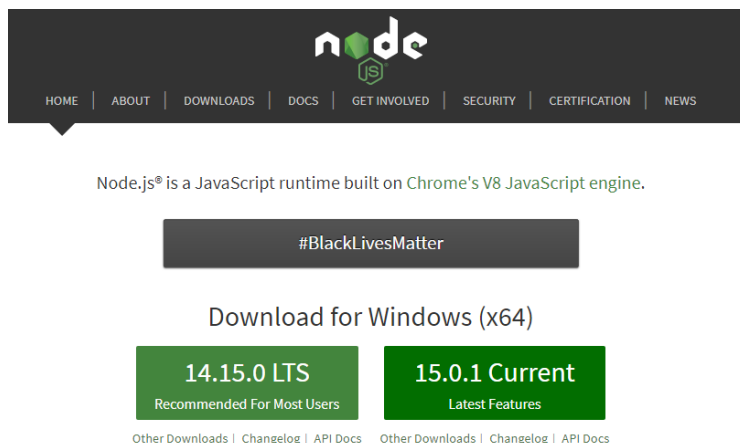 node
JS
HOME | ABOUT | DOWNLOADS | DOCS | GET INVOLVED | SECURITY | CERTIFICATION | NEWS
Node.js® is a JavaScript runtime built on Chrome's V8 JavaScript engine.
#BlackLivesMatter
Download for Windows (x64)
14.15.0 LTS 15.0.1 Current
Recommended For Most Users Latest Features
Other Downloads | Changelog | API Docs Other Downloads | Changelog | API Docs